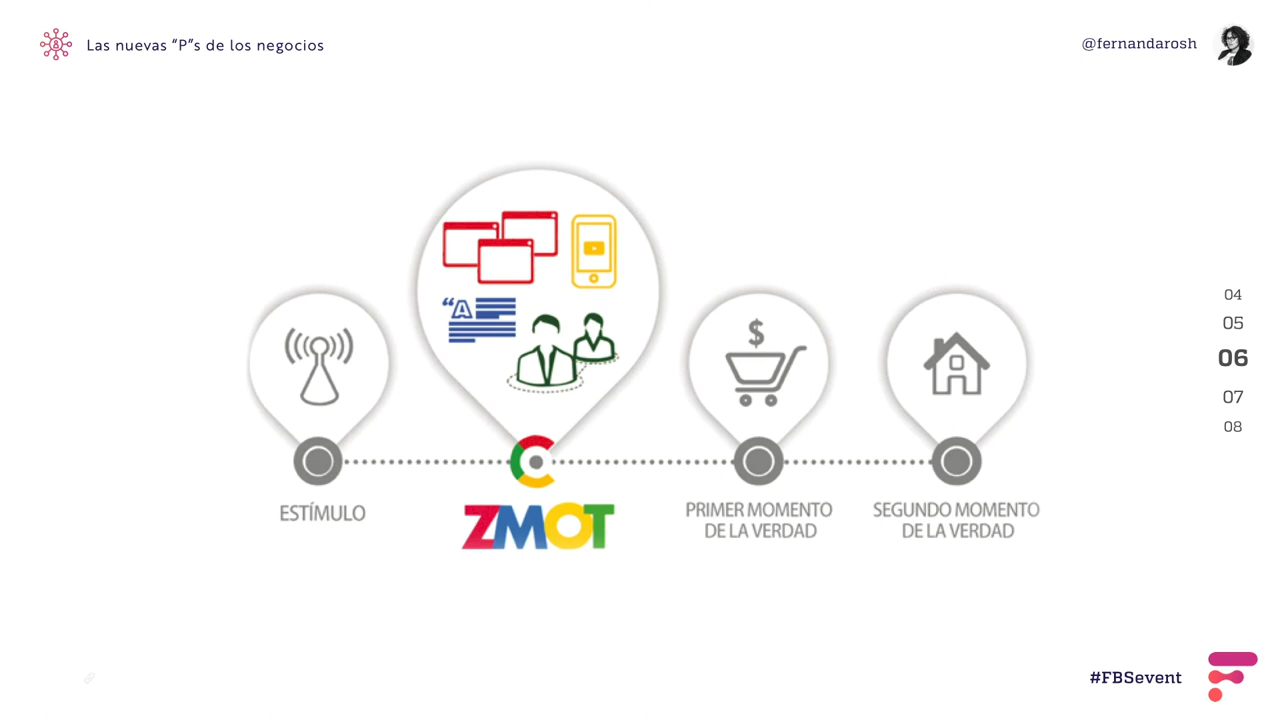 Las nuevas “P”s de los negocios
@fernandarosh
04
05
06
07
08
“A
$
ESTÍMULO
ZMOT
PRIMER MOMENTO
DE LA VERDAD
SEGUNDO MOMENTO
DE LA VERDAD
#FBSevent